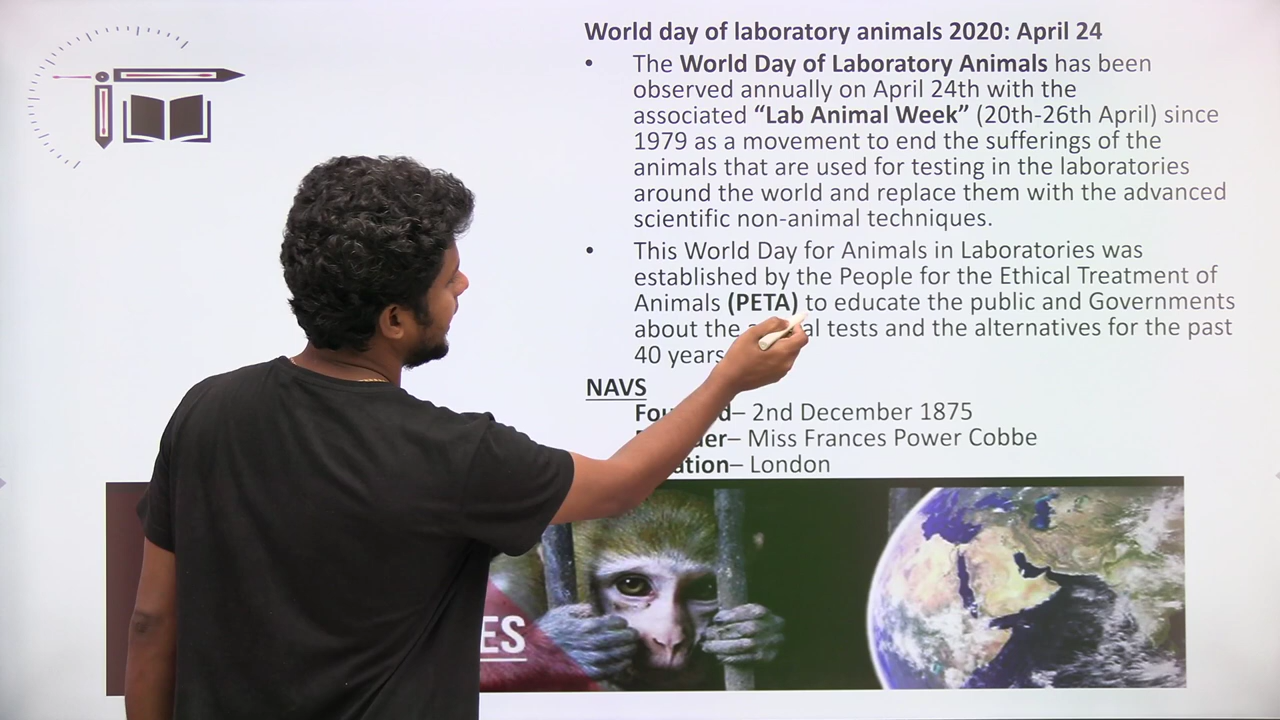 World day of laboratory animals 2020: April 24
• The World Day of Laboratory Animals has been
observed annually on April 24th with the
associated “Lab Animal Week” (20th-26th April) since
1979 as a movement to end the sufferings of the
animals that are used for testing in the laboratories
around the world and replace them with the advanced
scientific non-animal techniques.
• This World Day for Animals in Laboratories was
established by the People for the Ethical Treatment of
Animals (PETA) to educate the public and Governments
about the tests and the alternatives for the past
40 years
NAVS
– 2nd December 1875
– Miss Frances Power Cobbe
– London